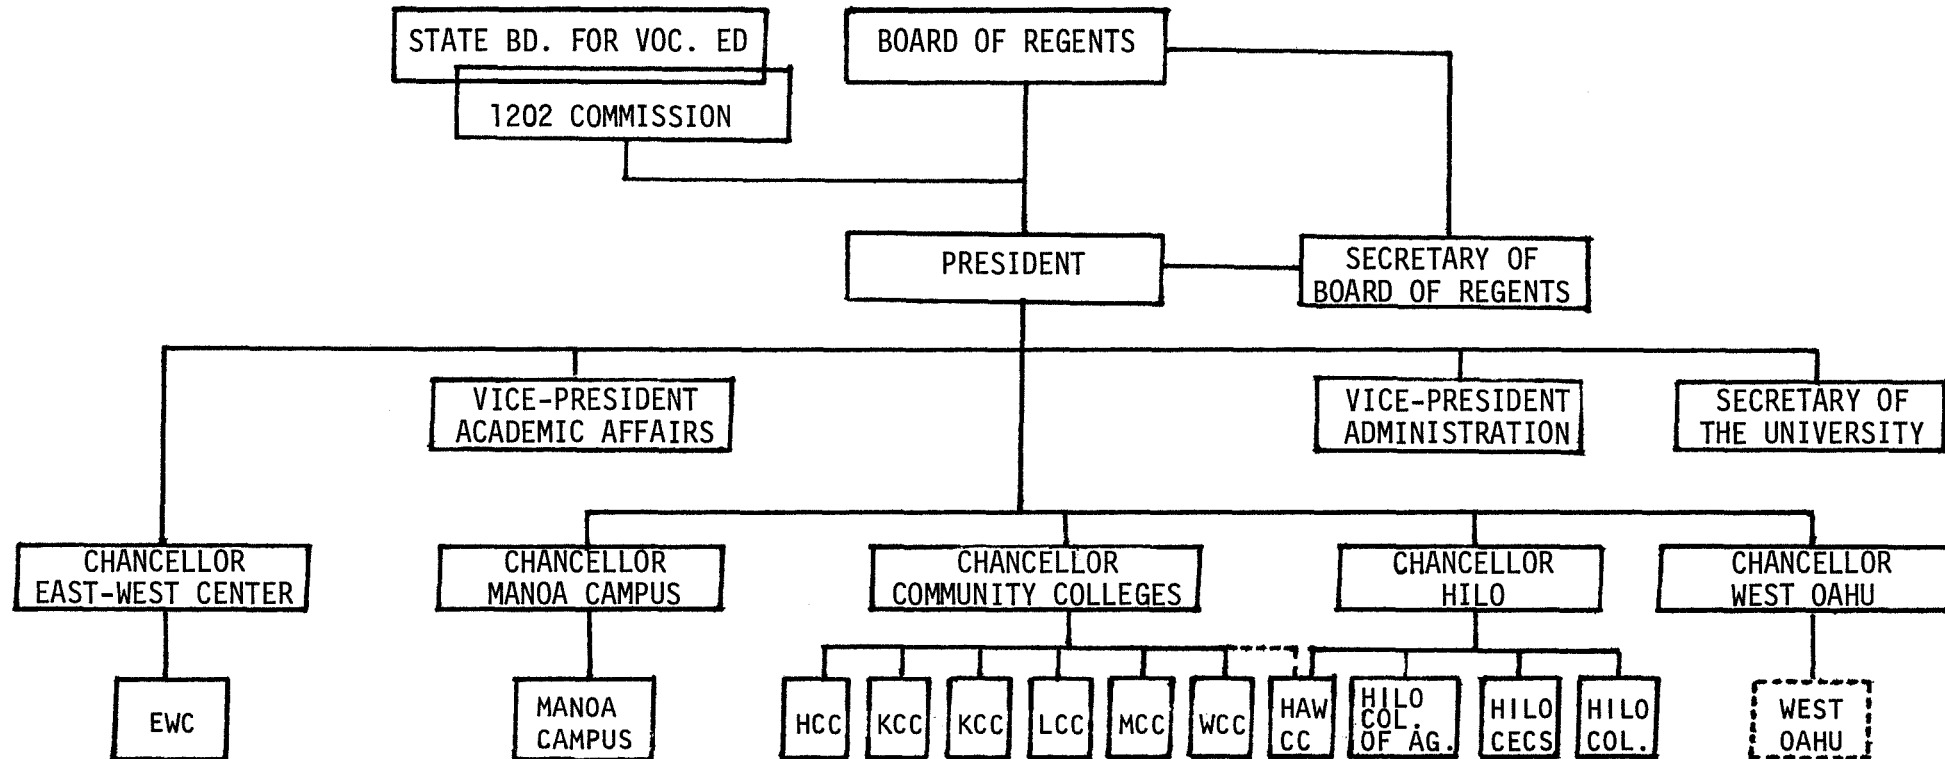 STATE BD. FOR VOC. ED
BOARD OF REGENTS
1202 COMMISSION
PRESIDENT
SECRETARY OF
BOARD OF REGENTS
VICE-PRESIDENT
ACADEMIC AFFAIRS
VICE-PRESIDENT
ADMINISTRATION
SECRETARY OF
THE UNIVERSITY
CHANCELLOR
EAST-WEST CENTER
CHANCELLOR
MANOA CAMPUS
CHANCELLOR
COMMUNITY COLLEGES
CHANCELLOR
HILO
CHANCELLOR
WEST OAHU
EWC
MANOA
CAMPUS
HCC
KCC
KCC
LCC
MCC
WCC
HAW
CC
HILO
COL.
OF AG.
HILO
CECS
HILO
COL.
WEST
OAHU